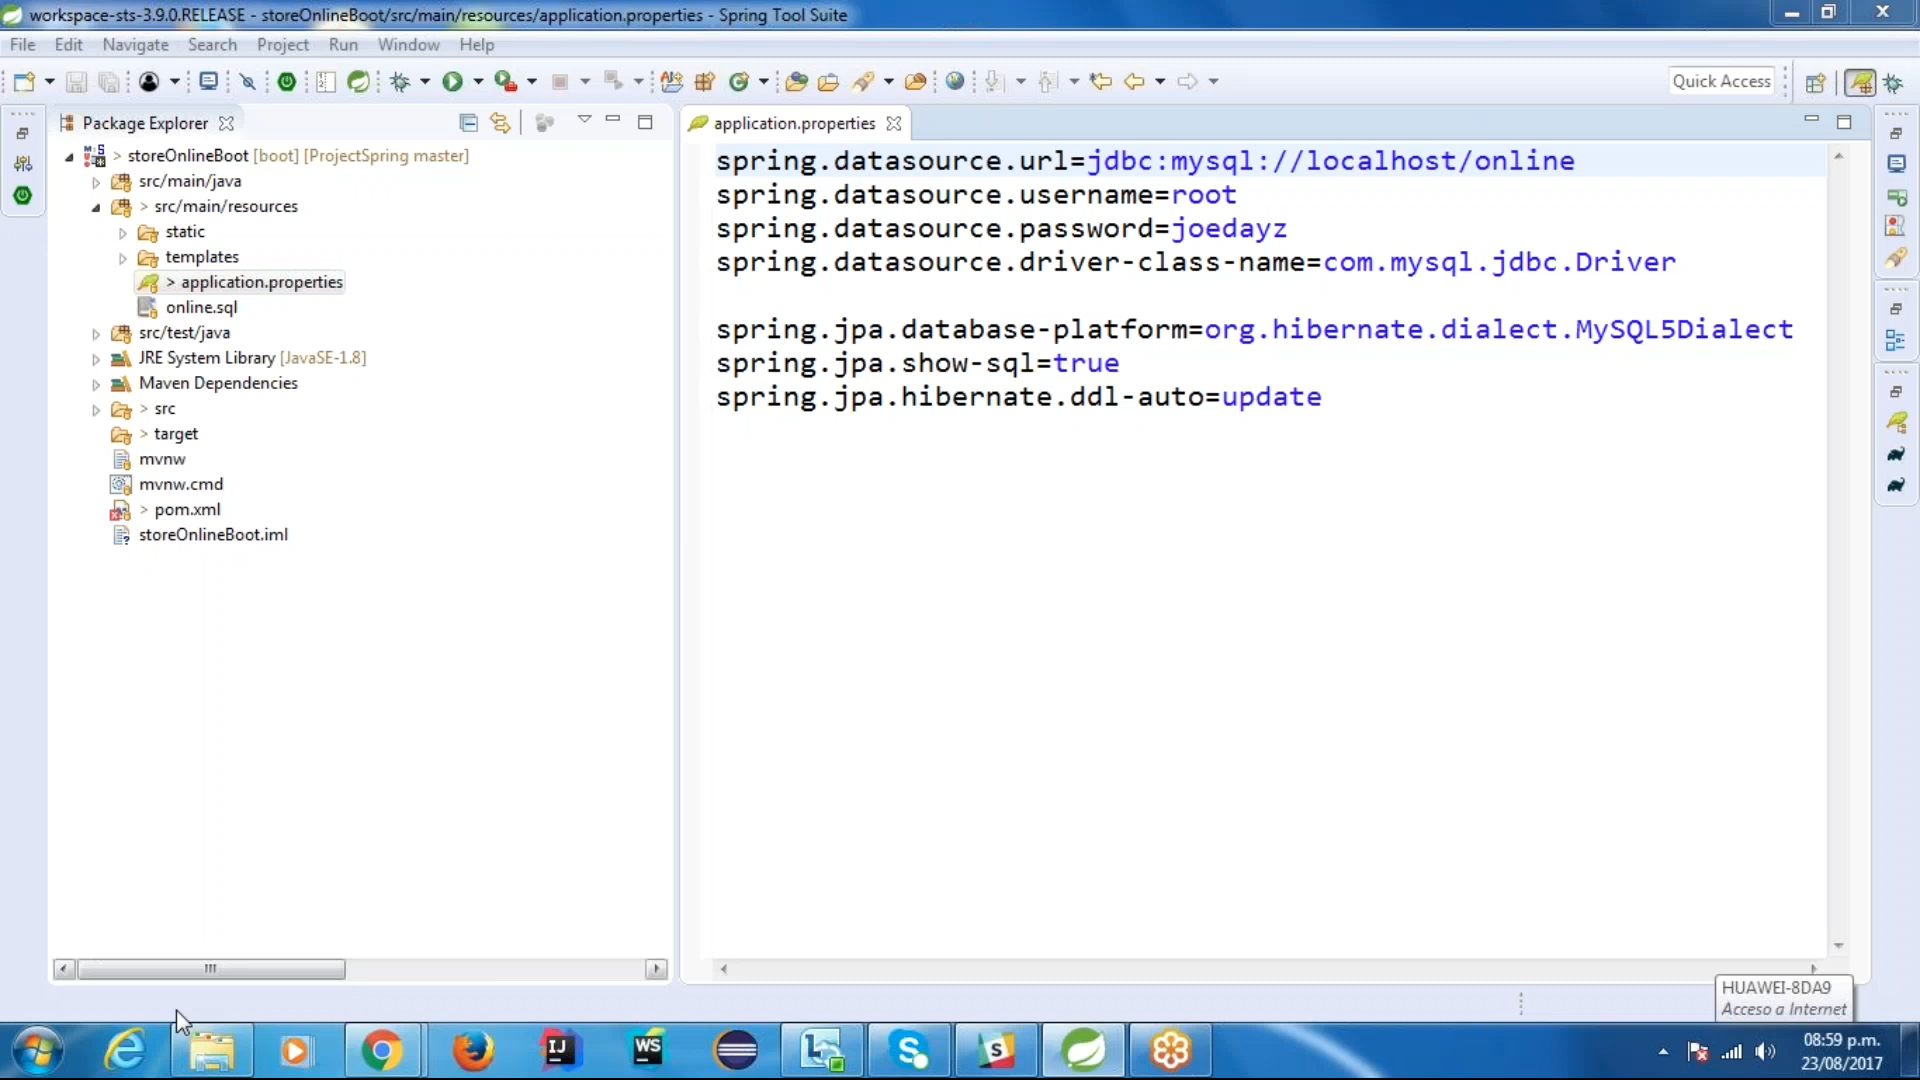 workspace-sts-3.9.0.RELEASE - storeOnlineBoot/src/main/resources/application.properties - Spring Tool Suite
File Edit Navigate Search Project Run Window Help
Quick Access
Package Explorer
> storeOnlineBoot [boot] [ProjectSpring master]
src/main/java
> src/main/resources
static
templates
> application.properties
online.sql
src/test/java
JRE System Library [JavaSE-1.8]
Maven Dependencies
> src
> target
mvnw
mvnw.cmd
> pom.xml
storeOnlineBoot.iml
application.properties
spring.datasource.url=jdbc:mysql://localhost/online
spring.datasource.username=root
spring.datasource.password=joedayz
spring.datasource.driver-class-name=com.mysql.jdbc.Driver
spring.jpa.database-platform=org.hibernate.dialect.MySQL5Dialect
spring.jpa.show-sql=true
spring.jpa.hibernate.ddl-auto=update
HUAWEI-8DA9
Acceso a Internet
IJ
WS
08:59 p.m.
23/08/2017